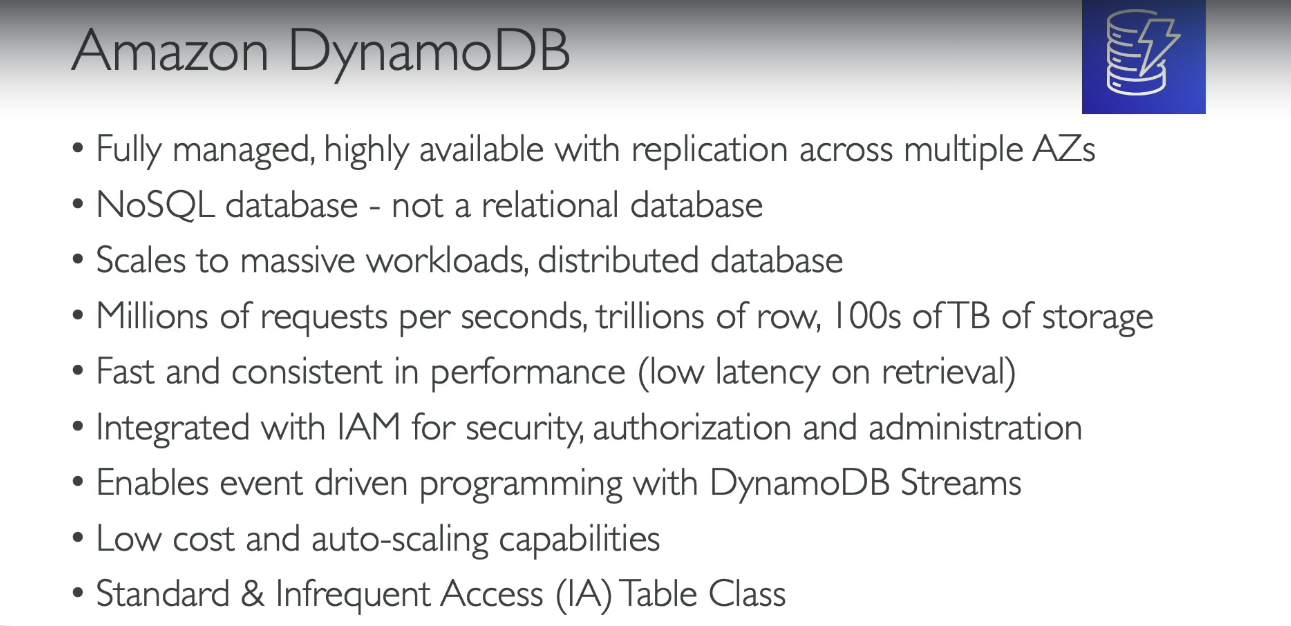 Amazon DynamoDB
• Fully managed, highly available with replication across multiple AZs
• NoSQL database - not a relational database
• Scales to massive workloads, distributed database
• Millions of requests per seconds, trillions of row, 100s of TB of storage
• Fast and consistent in performance (low latency on retrieval)
• Integrated with IAM for security, authorization and administration
• Enables event driven programming with DynamoDB Streams
• Low cost and auto-scaling capabilities
• Standard & Infrequent Access (IA) Table Class